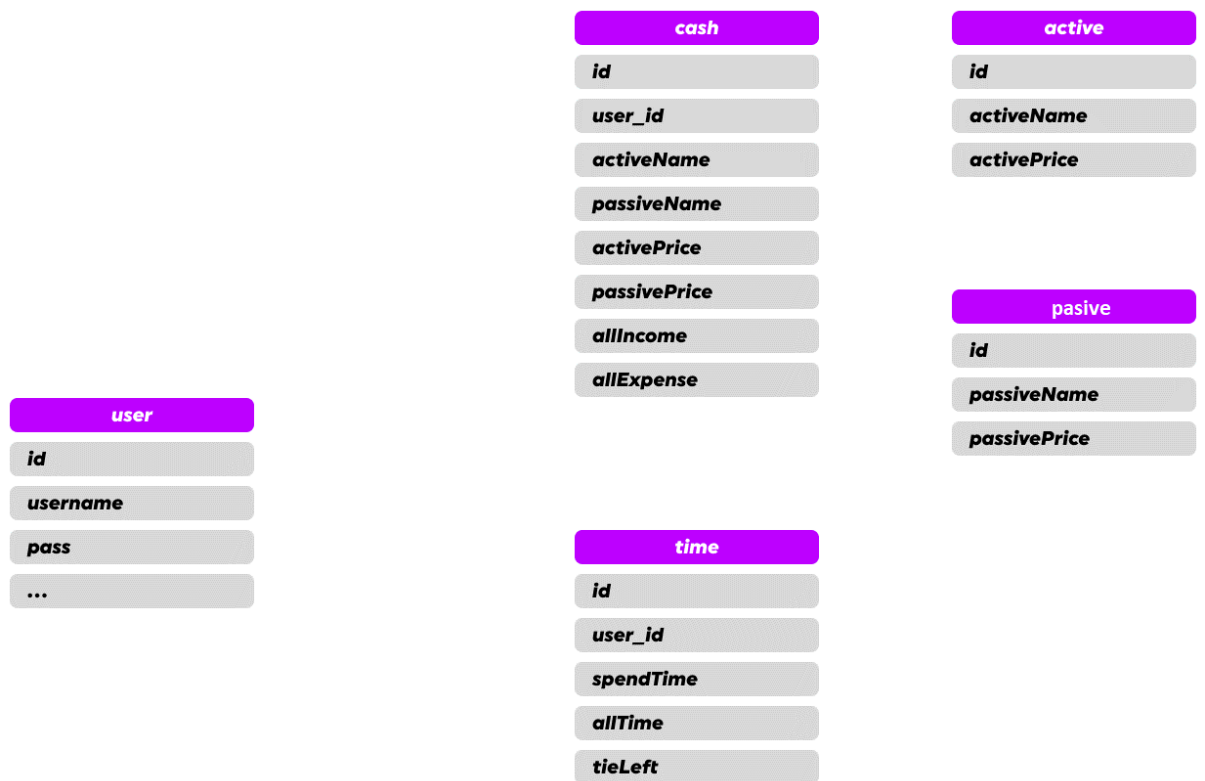 cash
id
user_id
activeName
passiveName
activePrice
passivePrice
allIncome
allExpense
active
id
activeName
activePrice
pasive
id
passiveName
passivePrice
user
id
username
pass
...
time
id
user_id
spendTime
allTime
tieLeft